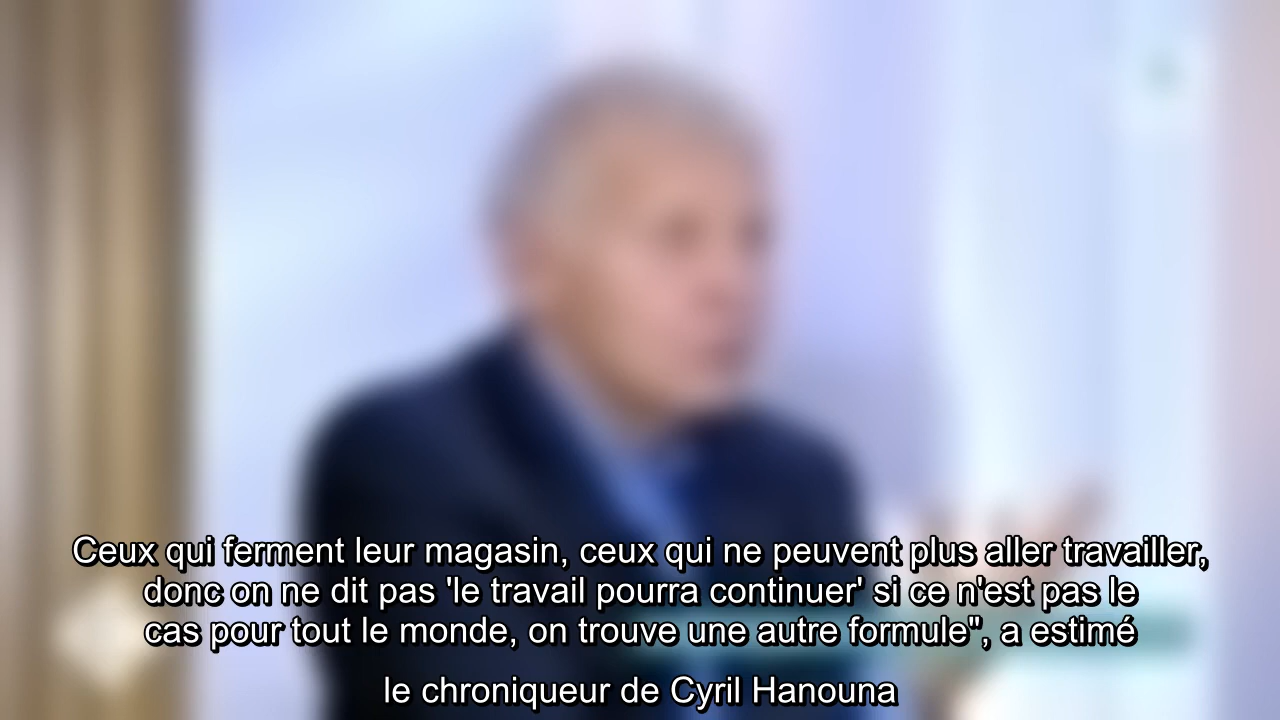 Ceux qui ferment leur magasin, ceux qui ne peuvent plus aller travailler,
donc on ne dit pas 'le travail pourra continuer' si ce n'est pas le
cas pour tout le monde, on trouve une autre formule", a estimé
le chroniqueur de Cyril Hanouna